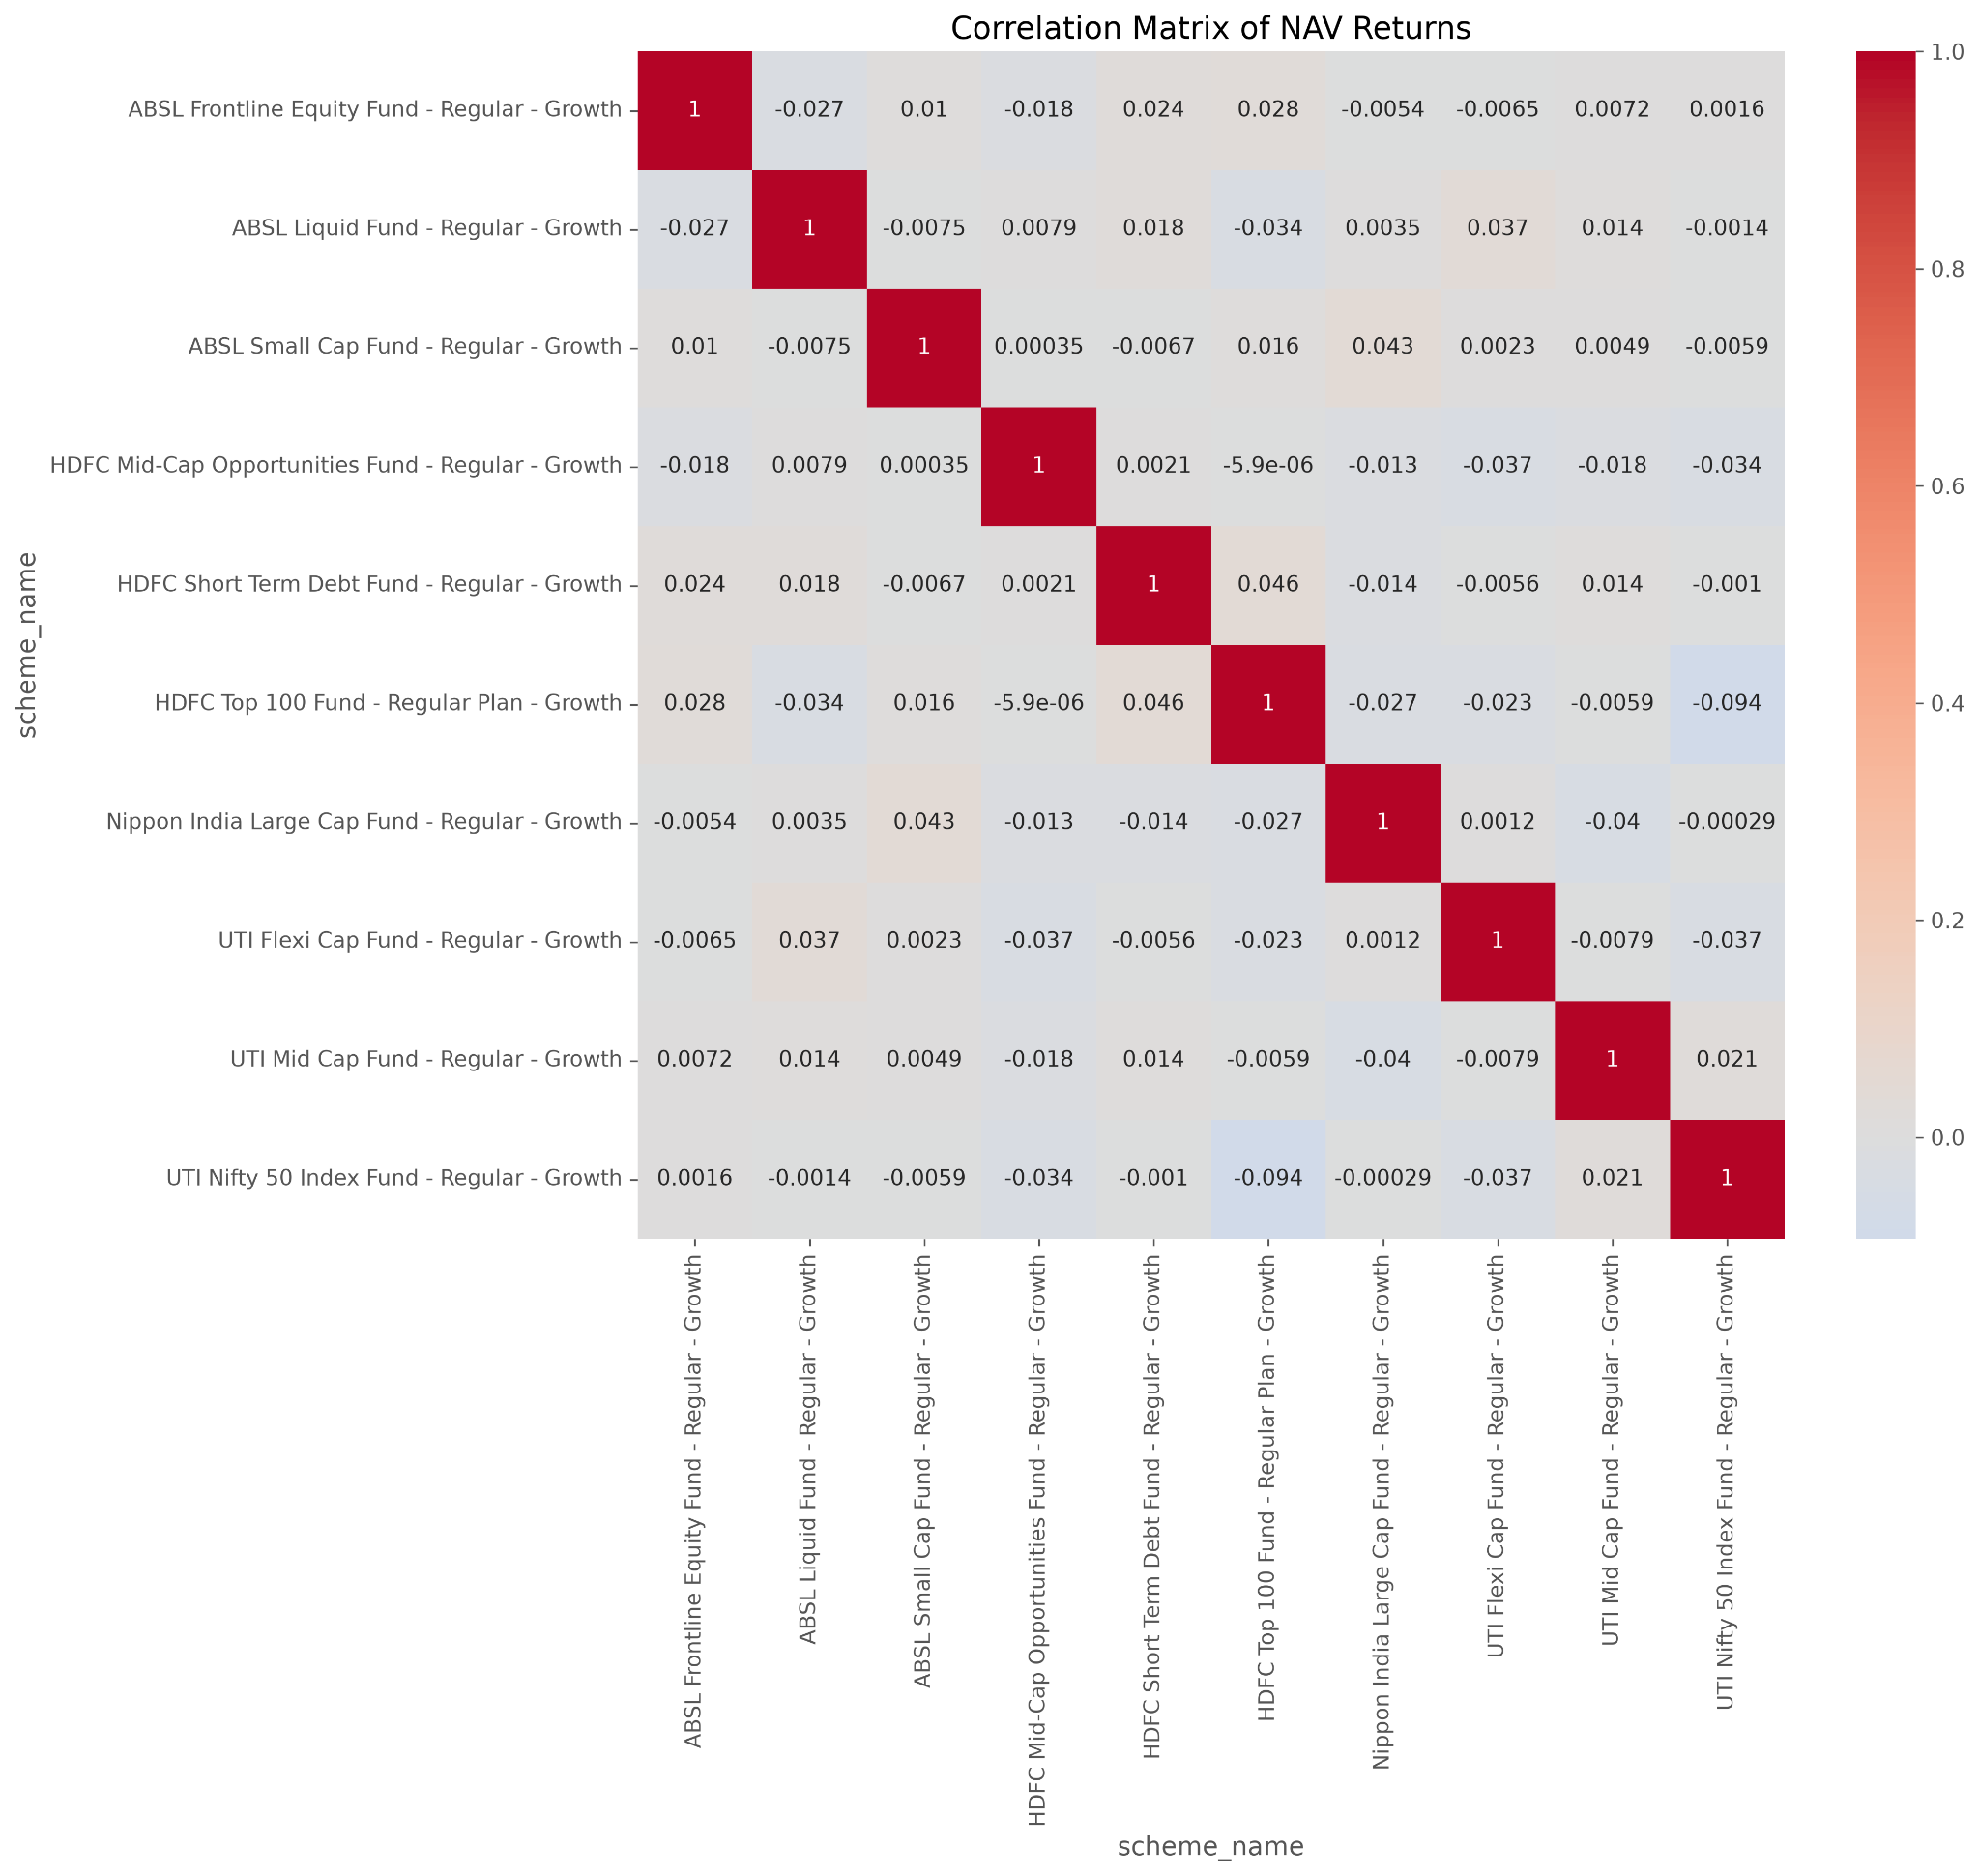 Correlation Matrix of NAV Returns
ABSL Frontline Equity Fund - Regular - Growth 1 -0.027 0.01 -0.018 0.024 0.028 -0.0054 -0.0065 0.0072 0.0016
ABSL Liquid Fund - Regular - Growth -0.027 1 -0.0075 0.0079 0.018 -0.034 0.0035 0.037 0.014 -0.0014
ABSL Small Cap Fund - Regular - Growth 0.01 -0.0075 1 0.00035 -0.0067 0.016 0.043 0.0023 0.0049 -0.0059
HDFC Mid-Cap Opportunities Fund - Regular - Growth -0.018 0.0079 0.00035 1 0.0021 -5.9e-06 -0.013 -0.037 -0.018 -0.034
HDFC Short Term Debt Fund - Regular - Growth 0.024 0.018 -0.0067 0.0021 1 0.046 -0.014 -0.0056 0.014 -0.001
HDFC Top 100 Fund - Regular Plan - Growth 0.028 -0.034 0.016 -5.9e-06 0.046 1 -0.027 -0.023 -0.0059 -0.094
Nippon India Large Cap Fund - Regular - Growth -0.0054 0.0035 0.043 -0.013 -0.014 -0.027 1 0.0012 -0.04 -0.00029
UTI Flexi Cap Fund - Regular - Growth -0.0065 0.037 0.0023 -0.037 -0.0056 -0.023 0.0012 1 -0.0079 -0.037
UTI Mid Cap Fund - Regular - Growth 0.0072 0.014 0.0049 -0.018 0.014 -0.0059 -0.04 -0.0079 1 0.021
UTI Nifty 50 Index Fund - Regular - Growth 0.0016 -0.0014 -0.0059 -0.034 -0.001 -0.094 -0.00029 -0.037 0.021 1
scheme_name
ABSL Frontline Equity Fund - Regular - Growth
ABSL Liquid Fund - Regular - Growth
ABSL Small Cap Fund - Regular - Growth
HDFC Mid-Cap Opportunities Fund - Regular - Growth
HDFC Short Term Debt Fund - Regular - Growth
HDFC Top 100 Fund - Regular Plan - Growth
Nippon India Large Cap Fund - Regular - Growth
UTI Flexi Cap Fund - Regular - Growth
UTI Mid Cap Fund - Regular - Growth
UTI Nifty 50 Index Fund - Regular - Growth
scheme_name
1.0
0.8
0.6
0.4
0.2
0.0